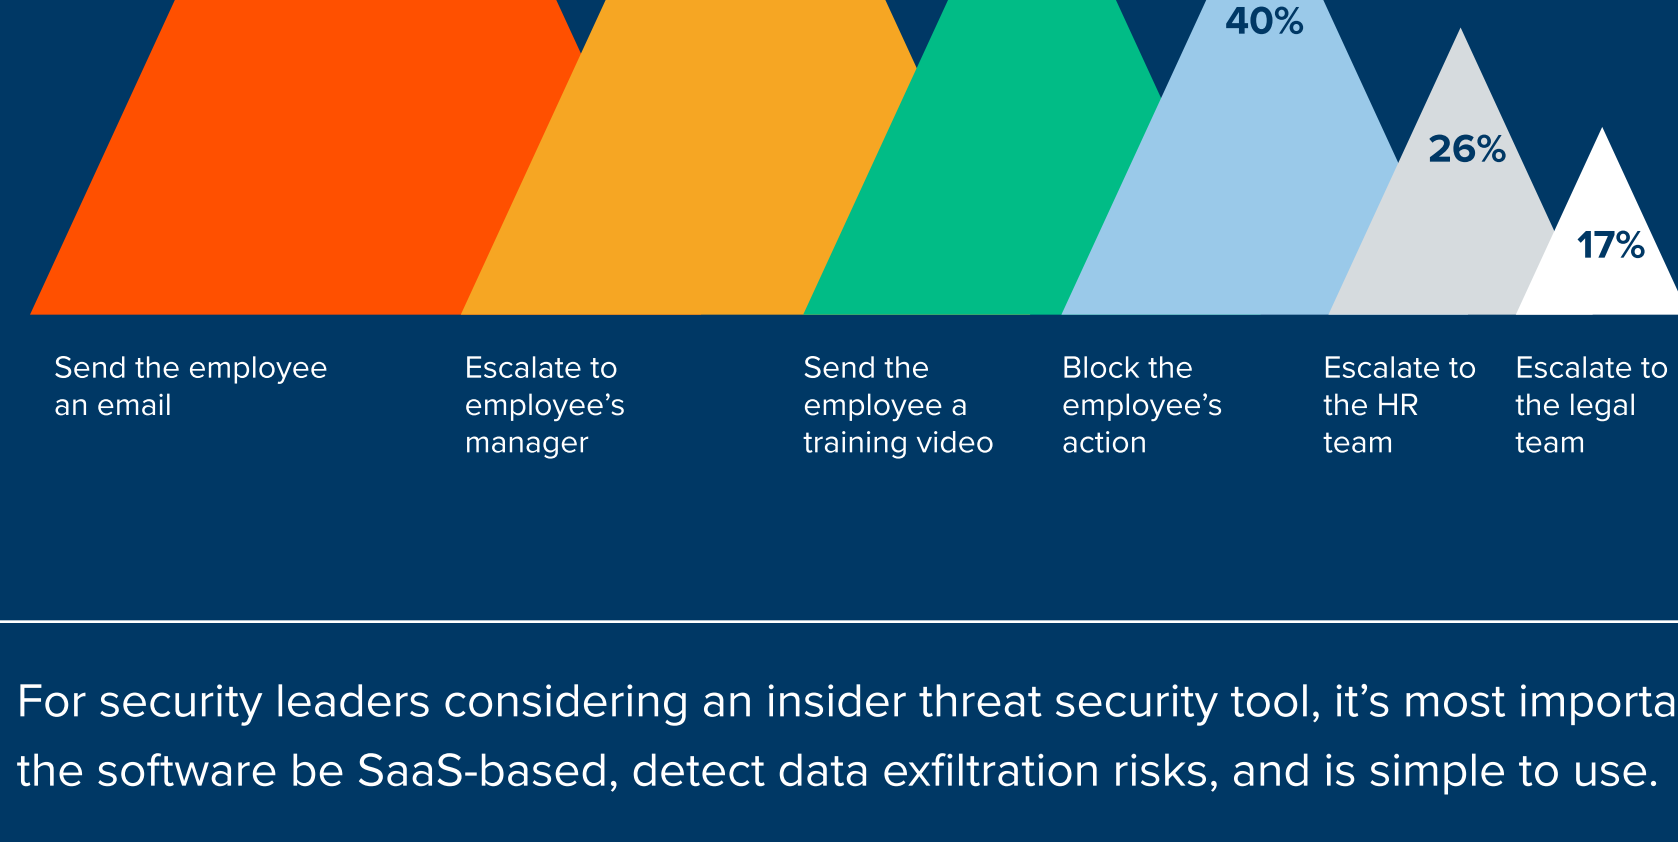 40%
26%
17%
Send the employee
an email
Escalate to
employee’s
manager
Send the
employee a
training video
Block the
employee’s
action
Escalate to
the HR
team
Escalate to
the legal
team
For security leaders considering an insider threat security tool, it’s most importa
the software be SaaS-based, detect data exfiltration risks, and is simple to use.